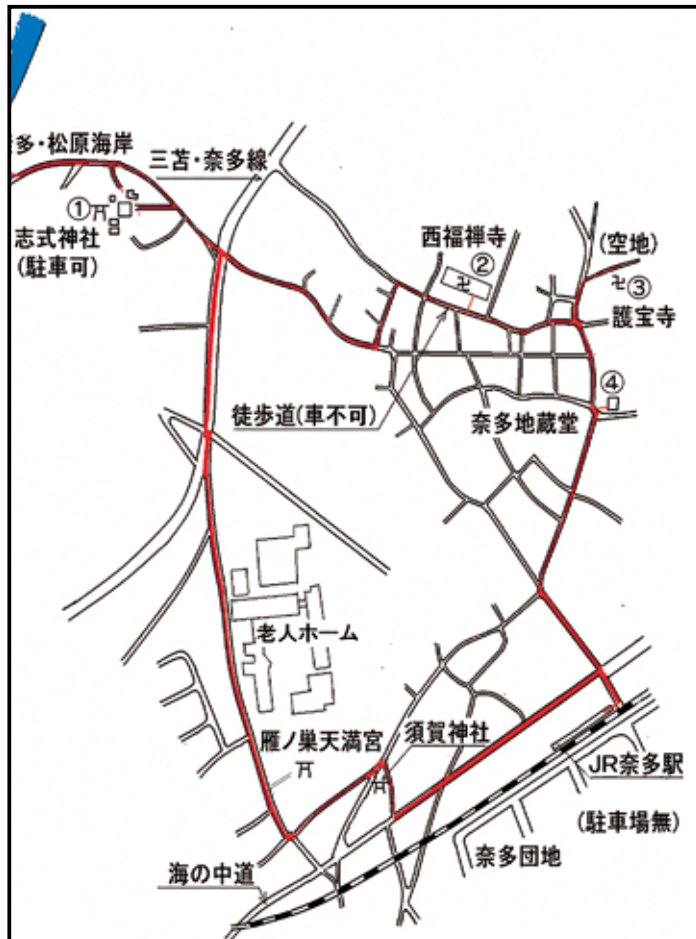 多・松原海岸
三苫・奈多線
①
志式神社
(駐車可)
西福禅寺
②
(空地)
③
護宝寺
④
徒歩道(車不可)
奈多地蔵堂
老人ホーム
雁ノ巣天満宮
須賀神社
JR奈多駅
(駐車場無)
奈多団地
海の中道